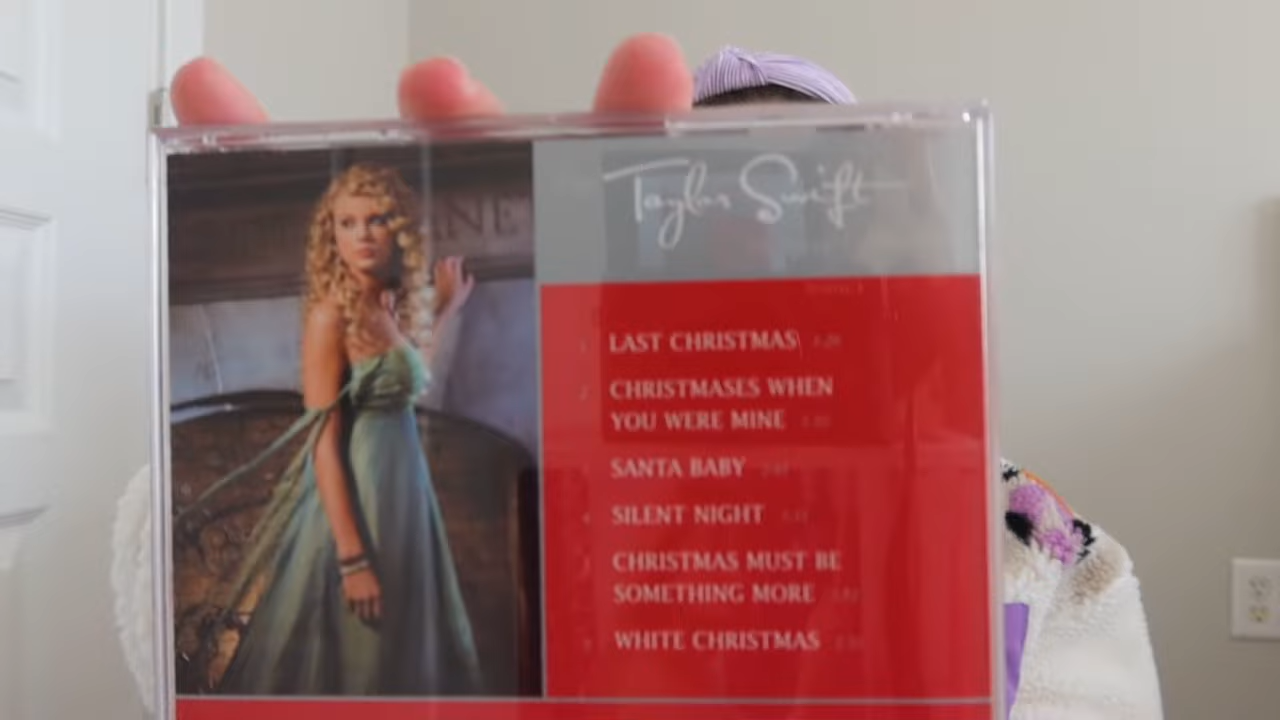 Taylor Swift
LAST CHRISTMAS
CHRISTMASES WHEN
YOU WERE MINE
SANTA BABY
SILENT NIGHT
CHRISTMAS MUST BE
SOMETHING MORE
WHITE CHRISTMAS